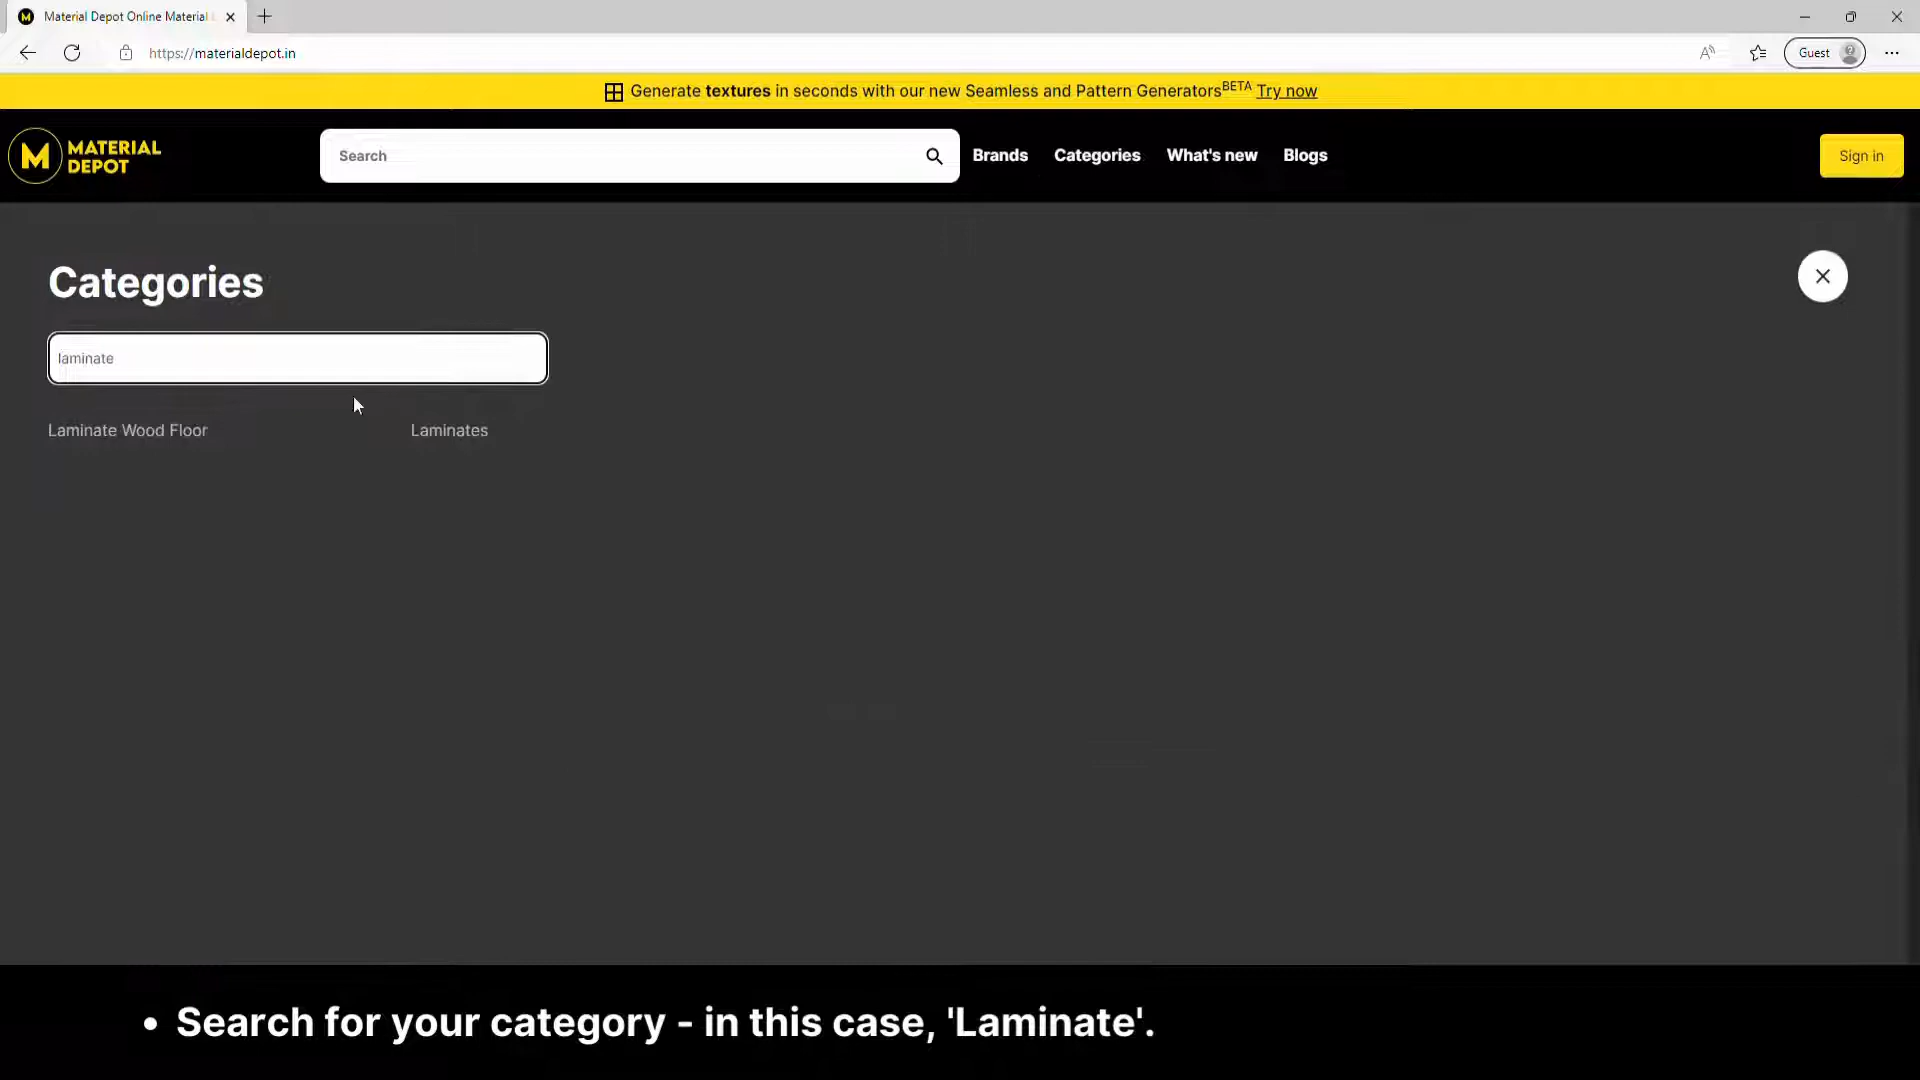 Material Depot Online Material
https://materialdepot.in
Guest
Generate textures in seconds with our new Seamless and Pattern GeneratorsBETA Try now
M MATERIAL
DEPOT
Search
Brands
Categories
What's new
Blogs
Sign in
Categories
laminate
Laminate Wood Floor
Laminates
• Search for your category - in this case, 'Laminate'.